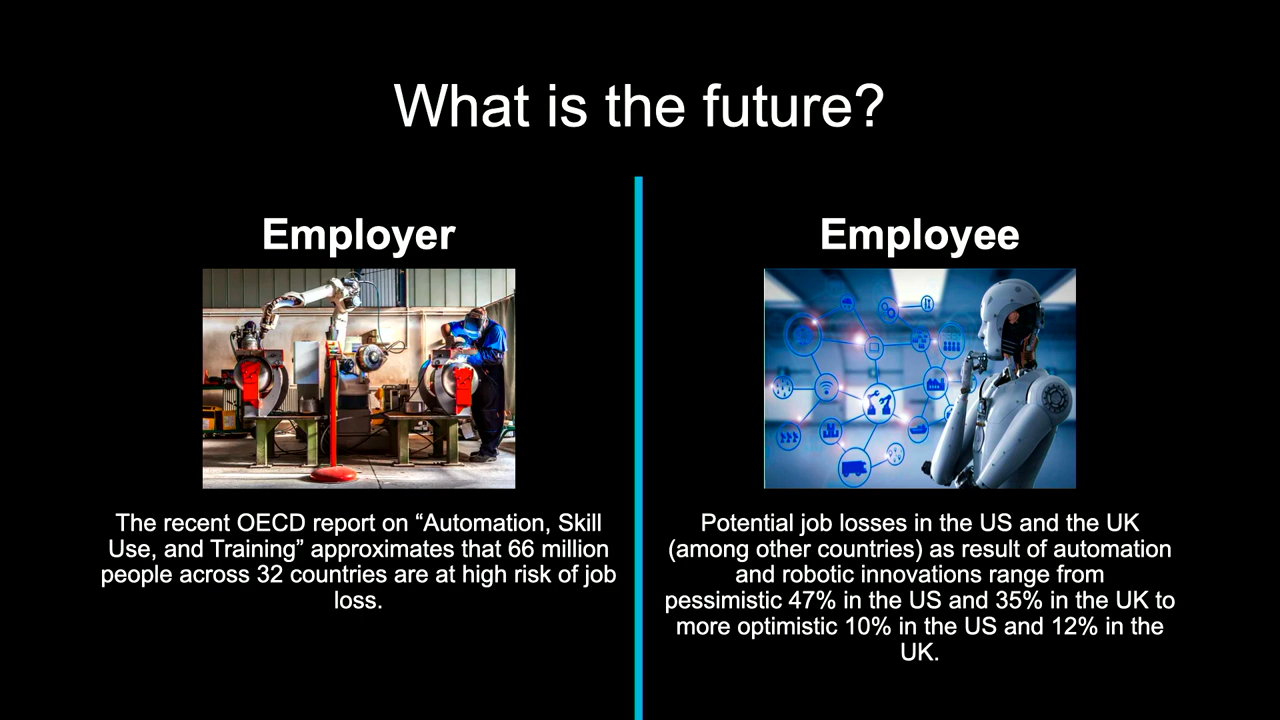 What is the future?
Employer
The recent OECD report on “Automation, Skill
Use, and Training” approximates that 66 million
people across 32 countries are at high risk of job
loss.
Employee
Potential job losses in the US and the UK
(among other countries) as result of automation
and robotic innovations range from
pessimistic 47% in the US and 35% in the UK to
more optimistic 10% in the US and 12% in the
UK.